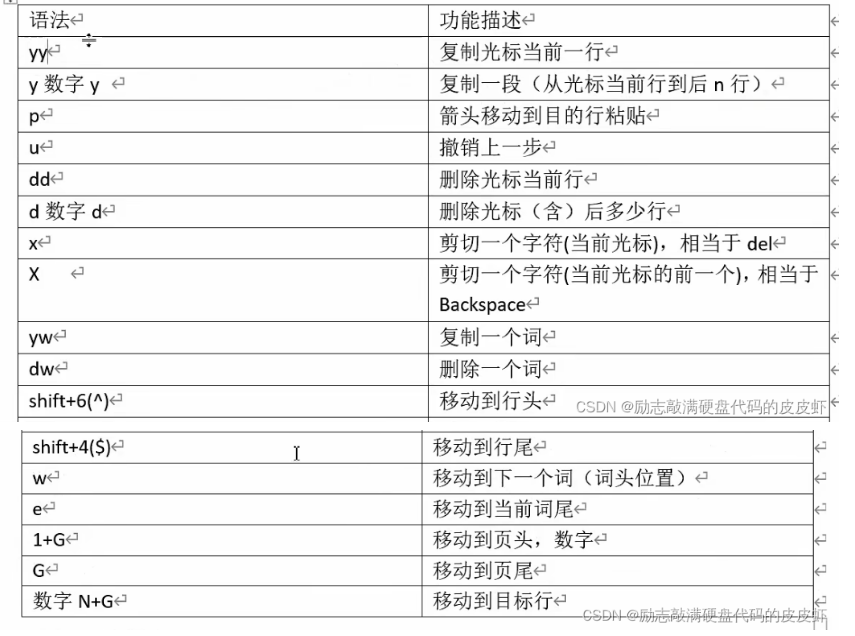 语法 功能描述
yy 复制光标当前一行
y 数字 y 复制一段（从光标当前行到后 n 行）
p 箭头移动到目的行粘贴
u 撤销上一步
dd 删除光标当前行
d 数字 d 删除光标（含）后多少行
x 剪切一个字符(当前光标)，相当于 del
X 剪切一个字符(当前光标的前一个)，相当于
Backspace
yw 复制一个词
dw 删除一个词
shift+6(^) 移动到行头
CSDN @励志敲满硬盘代码的皮皮虾
shift+4($) 移动到行尾
w 移动到下一个词（词头位置）
e 移动到当前词尾
1+G 移动到页头，数字
G 移动到页尾
数字 N+G 移动到目标行
CSDN @励志敲满硬盘代码的皮皮虾